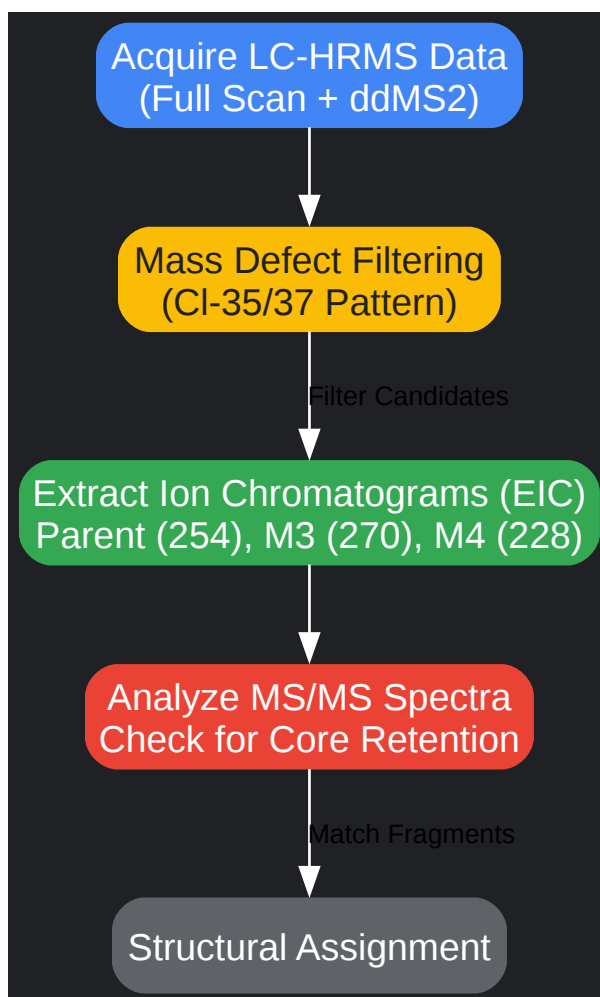 Acquire LC-HRMS Data
(Full Scan + ddMS2)
Mass Defect Filtering
(Cl-35/37 Pattern)
Filter Candidates
Extract Ion Chromatograms (EIC)
Parent (254), M3 (270), M4 (228)
Analyze MS/MS Spectra
Check for Core Retention
Match Fragments
Structural Assignment